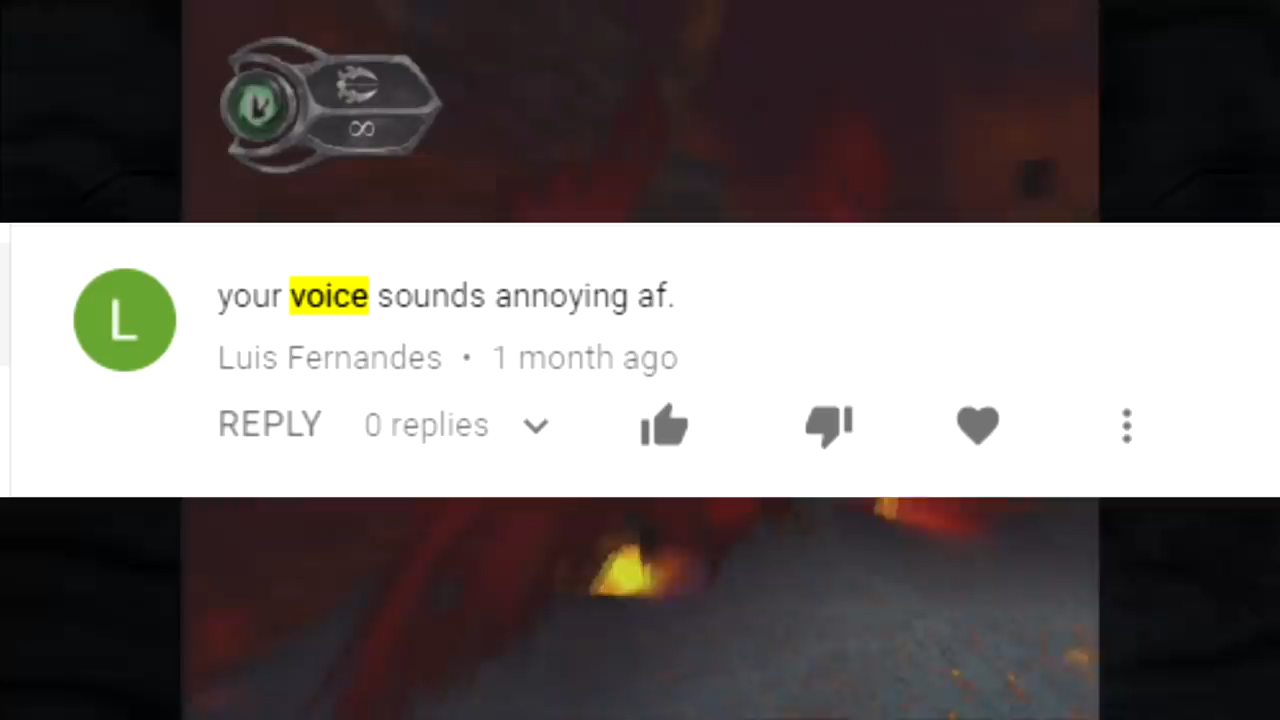 ∞
L
your voice sounds annoying af.
Luis Fernandes • 1 month ago
REPLY 0 replies